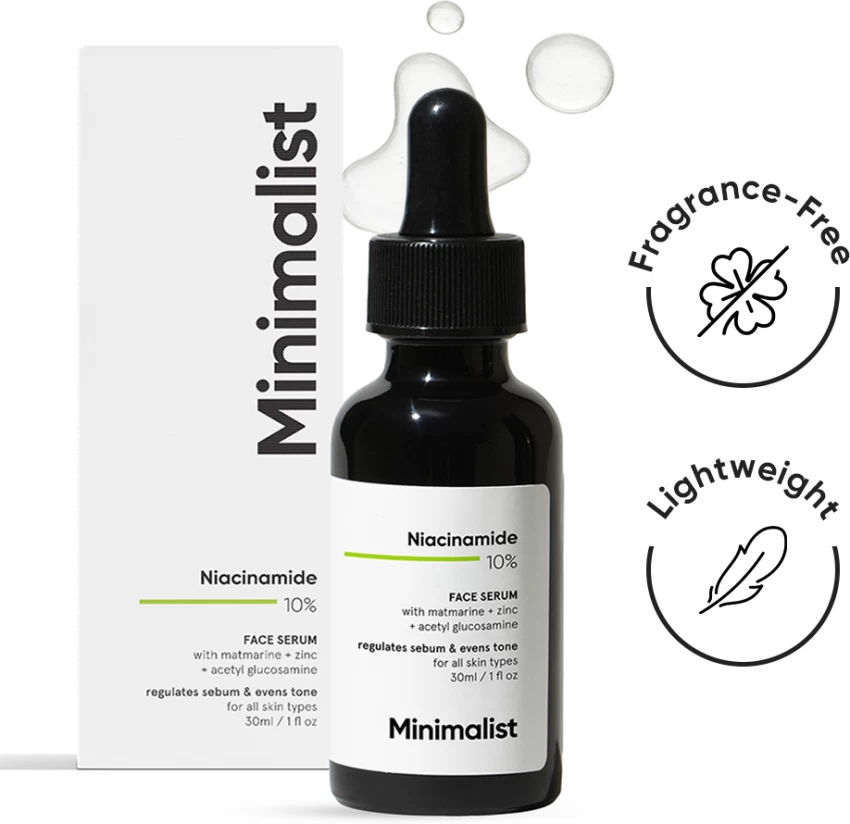 Minimalist
Niacinamide
10%
FACE SERUM
with matmarine + zinc
+ acetyl glucosamine
regulates sebum & evens tone
for all skin types
30ml / 1 fl oz
Niacinamide
10%
FACE SERUM
with matmarine + zinc
+ acetyl glucosamine
regulates sebum & evens tone
for all skin types
30ml / 1 fl oz
Minimalist
Fragrance-Free
Lightweight